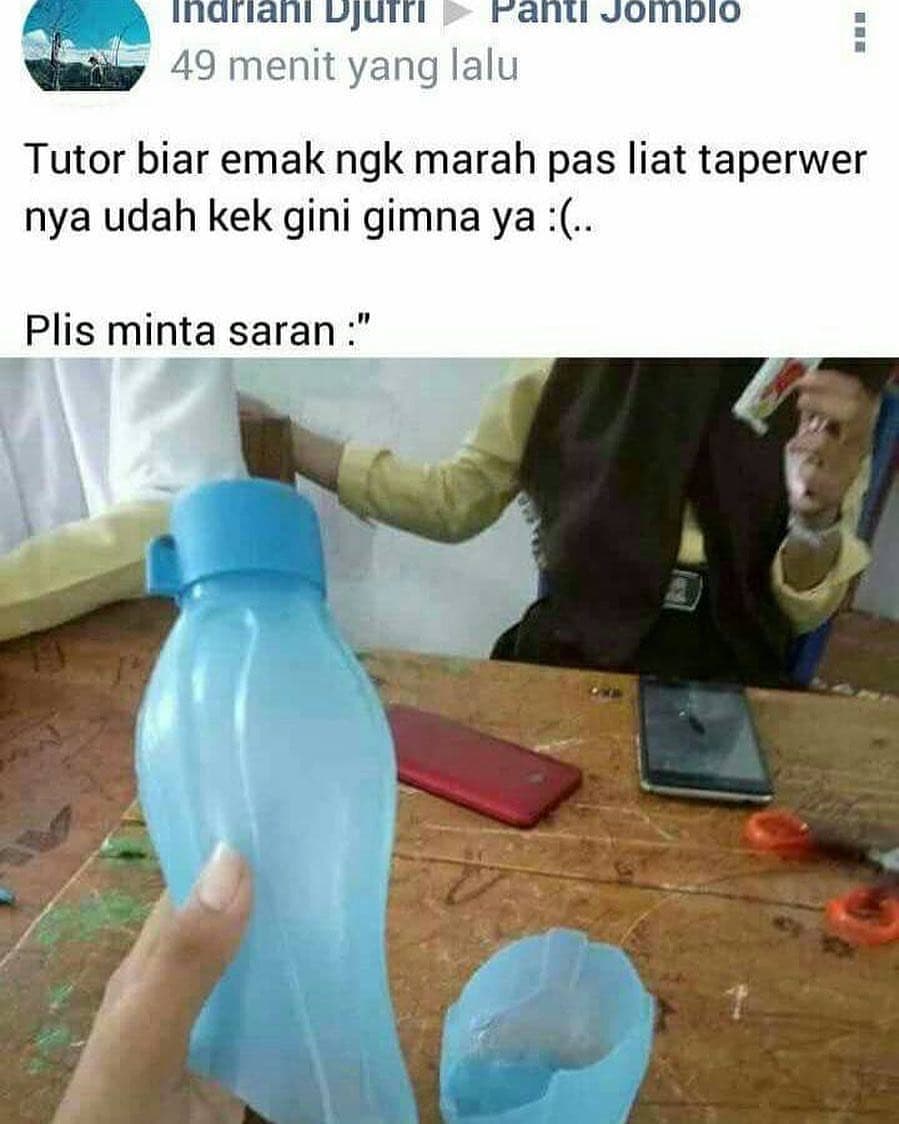 Indriani Djufri ▶ Panti Jomblo
49 menit yang lalu
Tutor biar emak ngk marah pas liat taperwer
nya udah kek gini gimna ya :(..
Plis minta saran :"